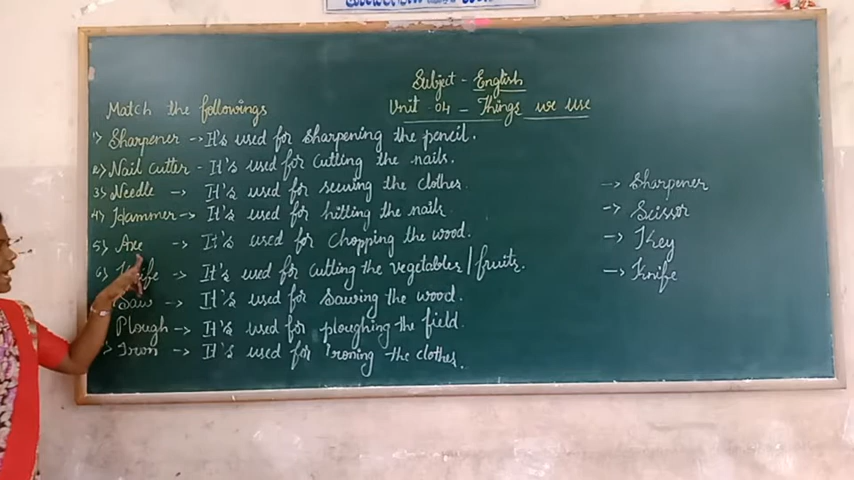 Subject - English
Unit - 04 - Things we use
Match the followings
1) Sharpener -> It's used for sharpening the pencil.
2) Nail cutter - It's used for cutting the nails.
3) Needle -> It's used for sewing the clothes.
4) Hammer -> It's used for hitting the nails
5) Axe -> It's used for chopping the wood.
6) Knife -> It's used for cutting the vegetables / fruits.
Saw -> It's used for sawing the wood.
Plough -> It's used for ploughing the field.
Iron -> It's used for Ironing the clothes.
-> Sharpener
-> Scissor
-> Key
-> Knife